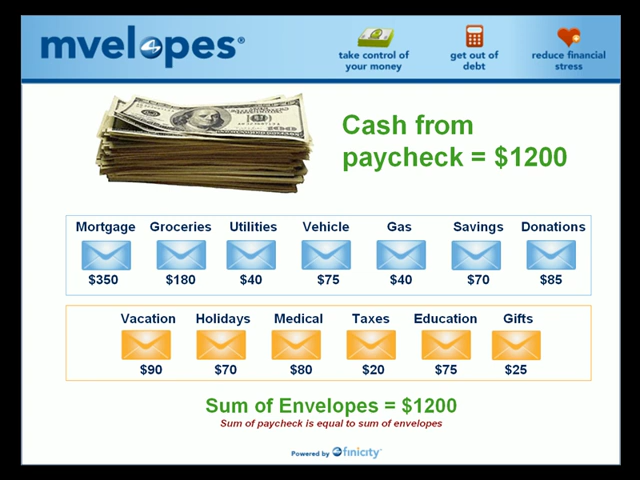 mvelopes®
take control of
your money
get out of
debt
reduce financial
stress
100
Cash from
paycheck = $1200
Mortgage Groceries Utilities Vehicle Gas Savings Donations
$350 $180 $40 $75 $40 $70 $85
Vacation Holidays Medical Taxes Education Gifts
$90 $70 $80 $20 $75 $25
Sum of Envelopes = $1200
Sum of paycheck is equal to sum of envelopes
Powered by finicity